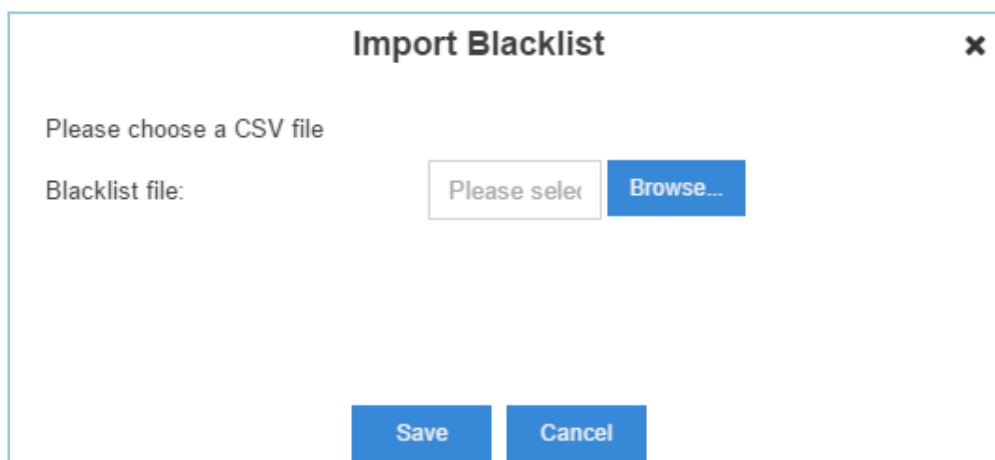 Import Blacklist
Please choose a CSV file
Blacklist file: Please selec Browse...
Save Cancel